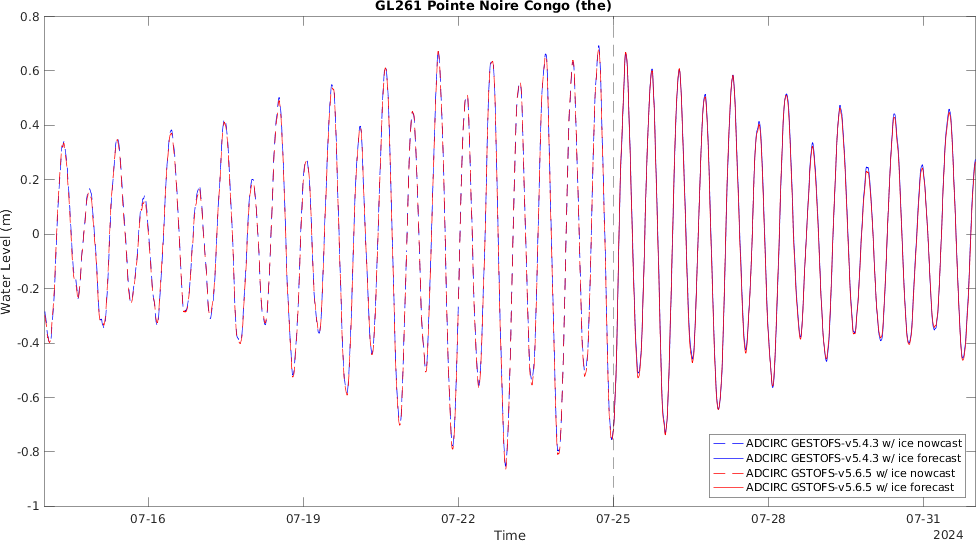 GL261 Pointe Noire Congo (the)
0.8
0.6
0.4
0.2
0
-0.2
-0.4
-0.6
-0.8
-1
Water Level (m)
07-16
07-19
07-22
07-25
07-28
07-31
2024
Time
ADCIRC GESTOFS-v5.4.3 w/ ice nowcast
ADCIRC GESTOFS-v5.4.3 w/ ice forecast
ADCIRC GSTOFS-v5.6.5 w/ ice nowcast
ADCIRC GSTOFS-v5.6.5 w/ ice forecast